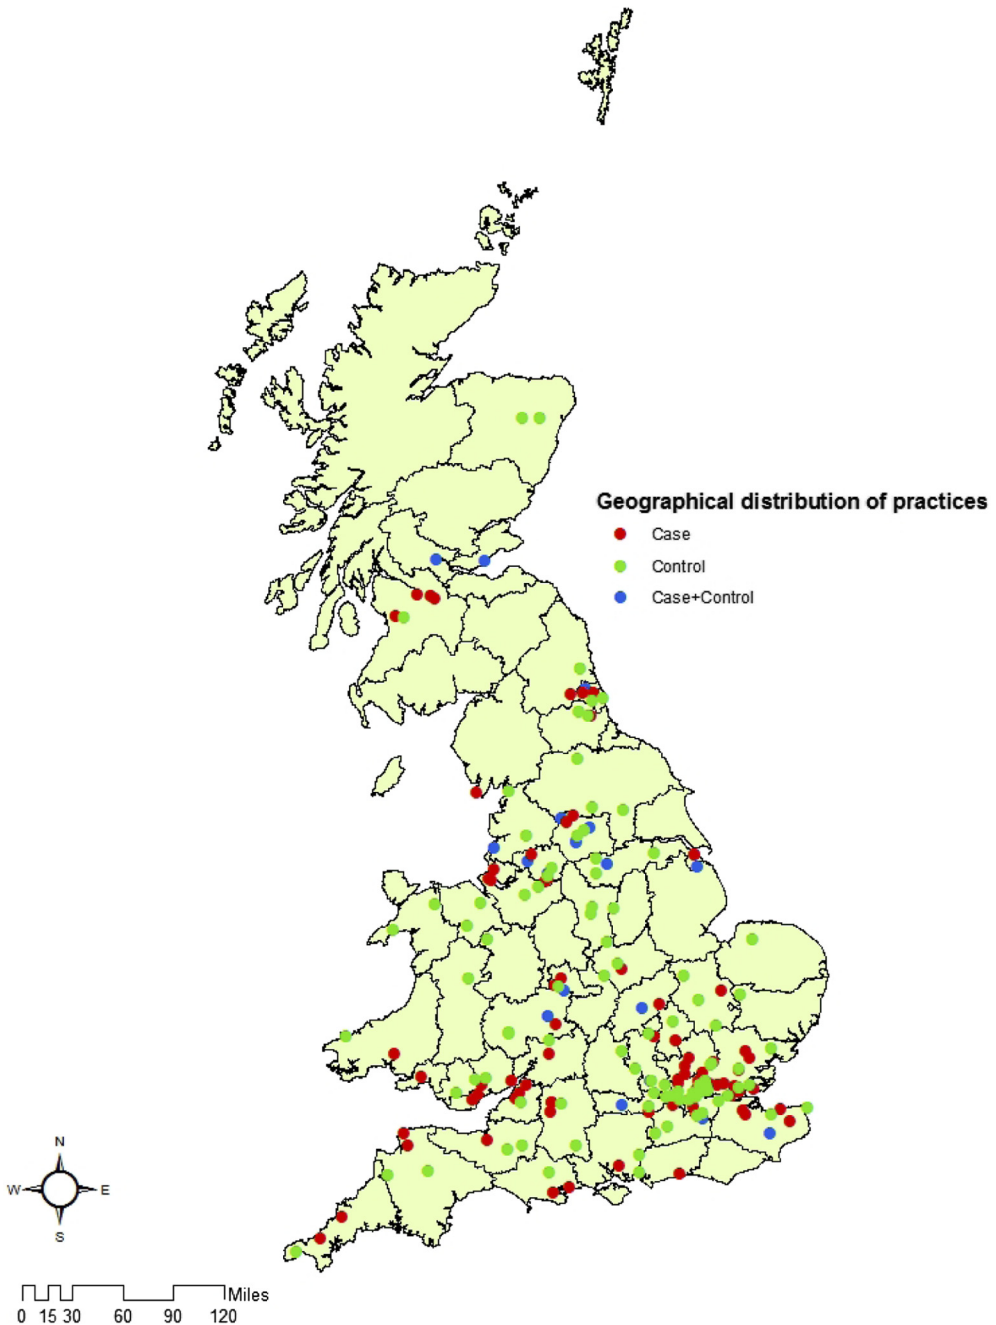 Geographical distribution of practices
Case
Control
Case+Control
N
W E
S
Miles
0 15 30 60 90 120